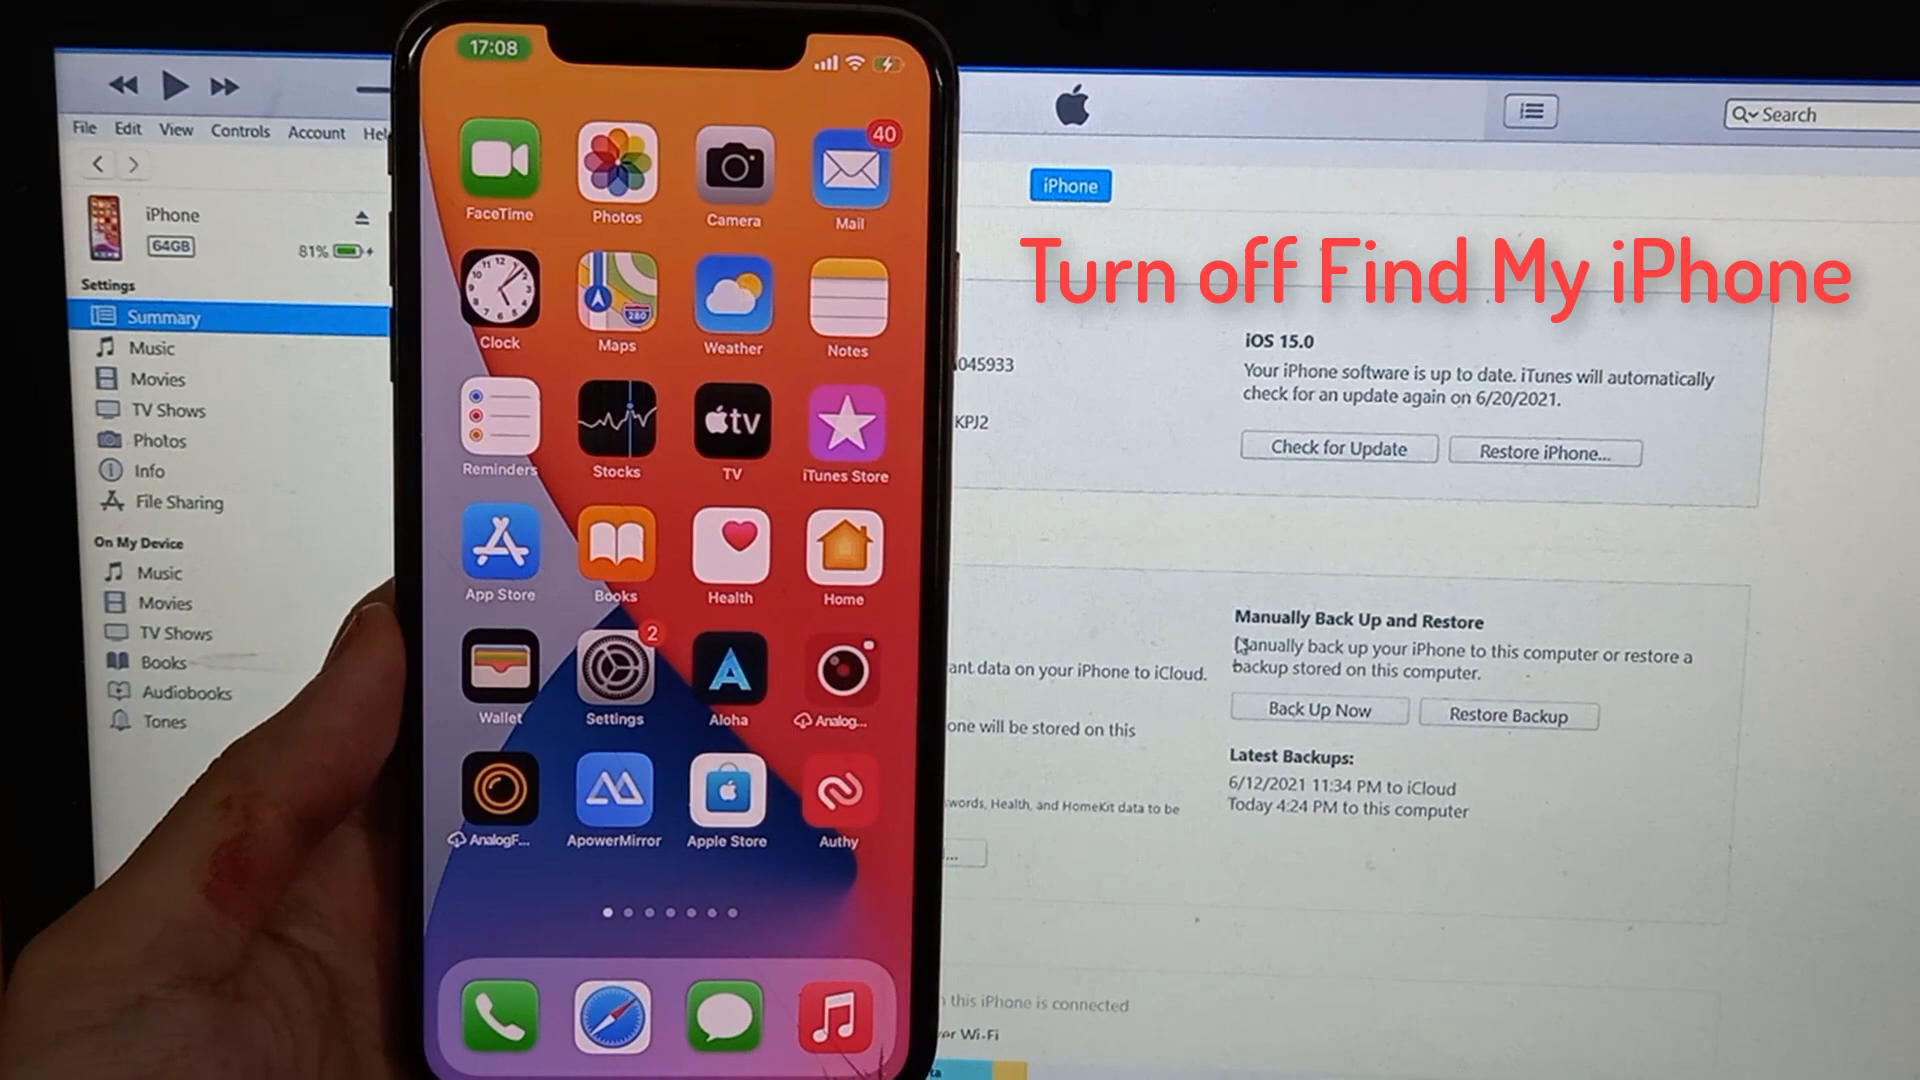 17:08
File Edit View Controls Account
Search
iPhone
64GB
81%
Settings
Summary
Music
Movies
TV Shows
Photos
Info
File Sharing
On My Device
Music
Movies
TV Shows
Books
Audiobooks
Tones
40
FaceTime Photos Camera Mail
280
Clock Maps Weather Notes
tv
Reminders Stocks TV iTunes Store
App Store Books Health Home
2
Wallet Settings Aloha Analog...
AnalogF... ApowerMirror Apple Store Authy
iPhone
Turn off Find My iPhone
045933
KPJ2
iOS 15.0
Your iPhone software is up to date. iTunes will automatically
check for an update again on 6/20/2021.
Check for Update Restore iPhone...
Manually Back Up and Restore
Manually back up your iPhone to this computer or restore a
backup stored on this computer.
Back Up Now Restore Backup
Latest Backups:
6/12/2021 11:34 PM to iCloud
Today 4:24 PM to this computer
data on your iPhone to iCloud.
will be stored on this
Health, and HomeKit data to be
this iPhone is connected
Wi-Fi